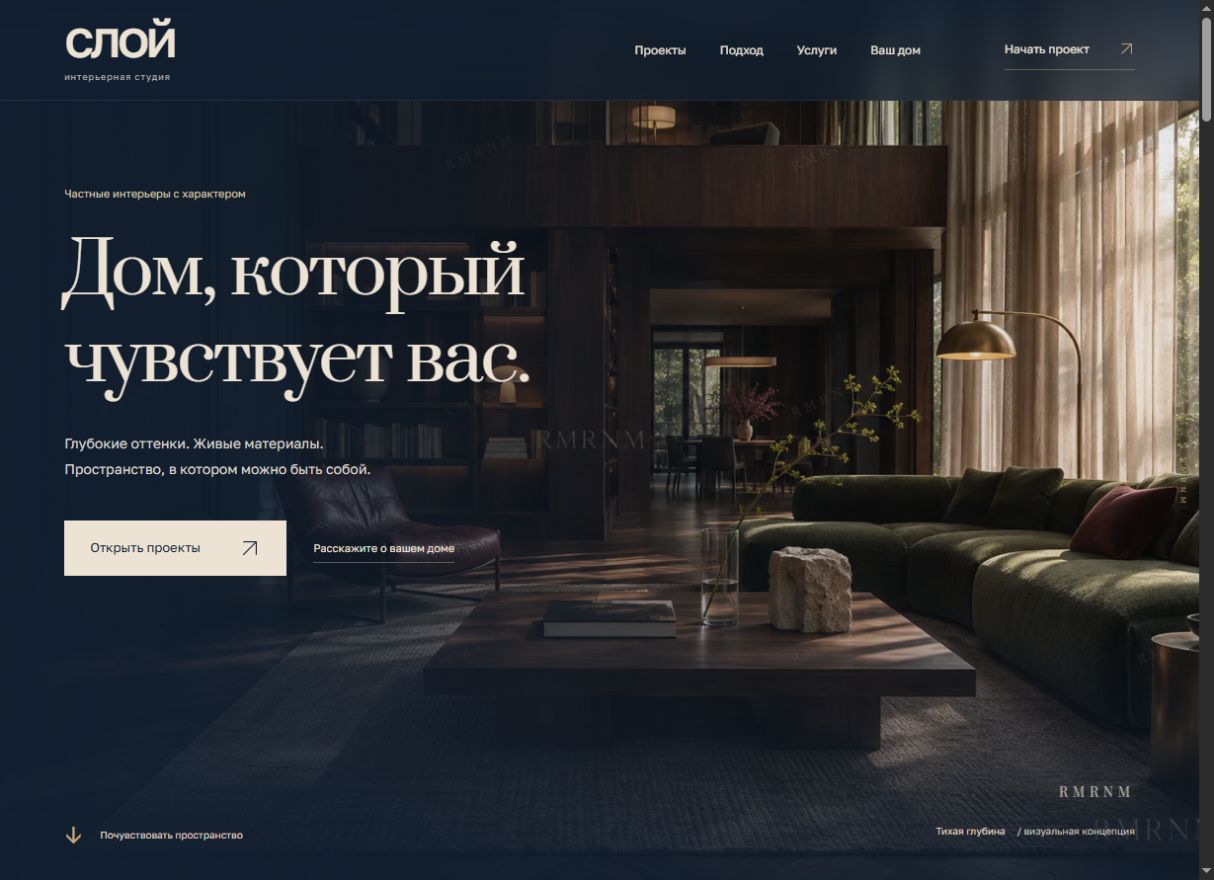 СЛОЙ
интерьерная студия
Проекты
Подход
Услуги
Ваш дом
Начать проект
Частные интерьеры с характером
Дом, который
чувствует вас.
Глубокие оттенки. Живые материалы.
Пространство, в котором можно быть собой.
Открыть проекты
Расскажите о вашем доме
RMRNM
RMRNM
Почувствовать пространство
Тихая глубина / визуальная концепция